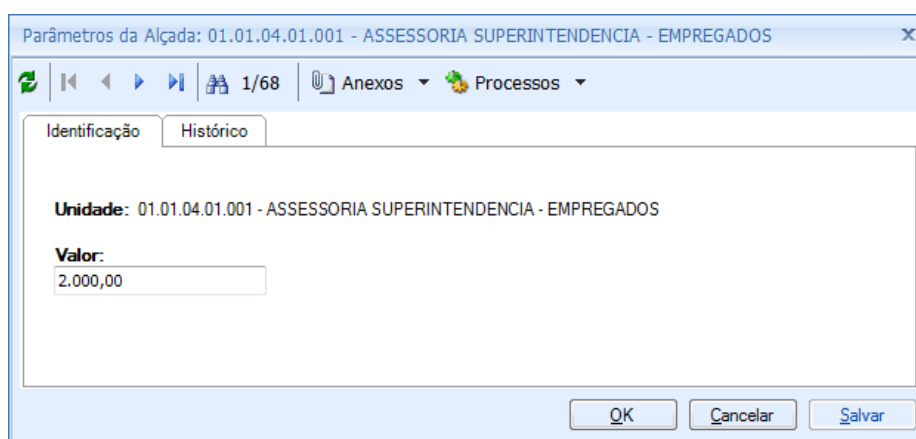 Parâmetros da Alçada: 01.01.04.01.001 - ASSESSORIA SUPERINTENDENCIA - EMPREGADOS X
1/68 Anexos Processos
Identificação Histórico
Unidade: 01.01.04.01.001 - ASSESSORIA SUPERINTENDENCIA - EMPREGADOS
Valor:
2.000,00
OK Cancelar Salvar